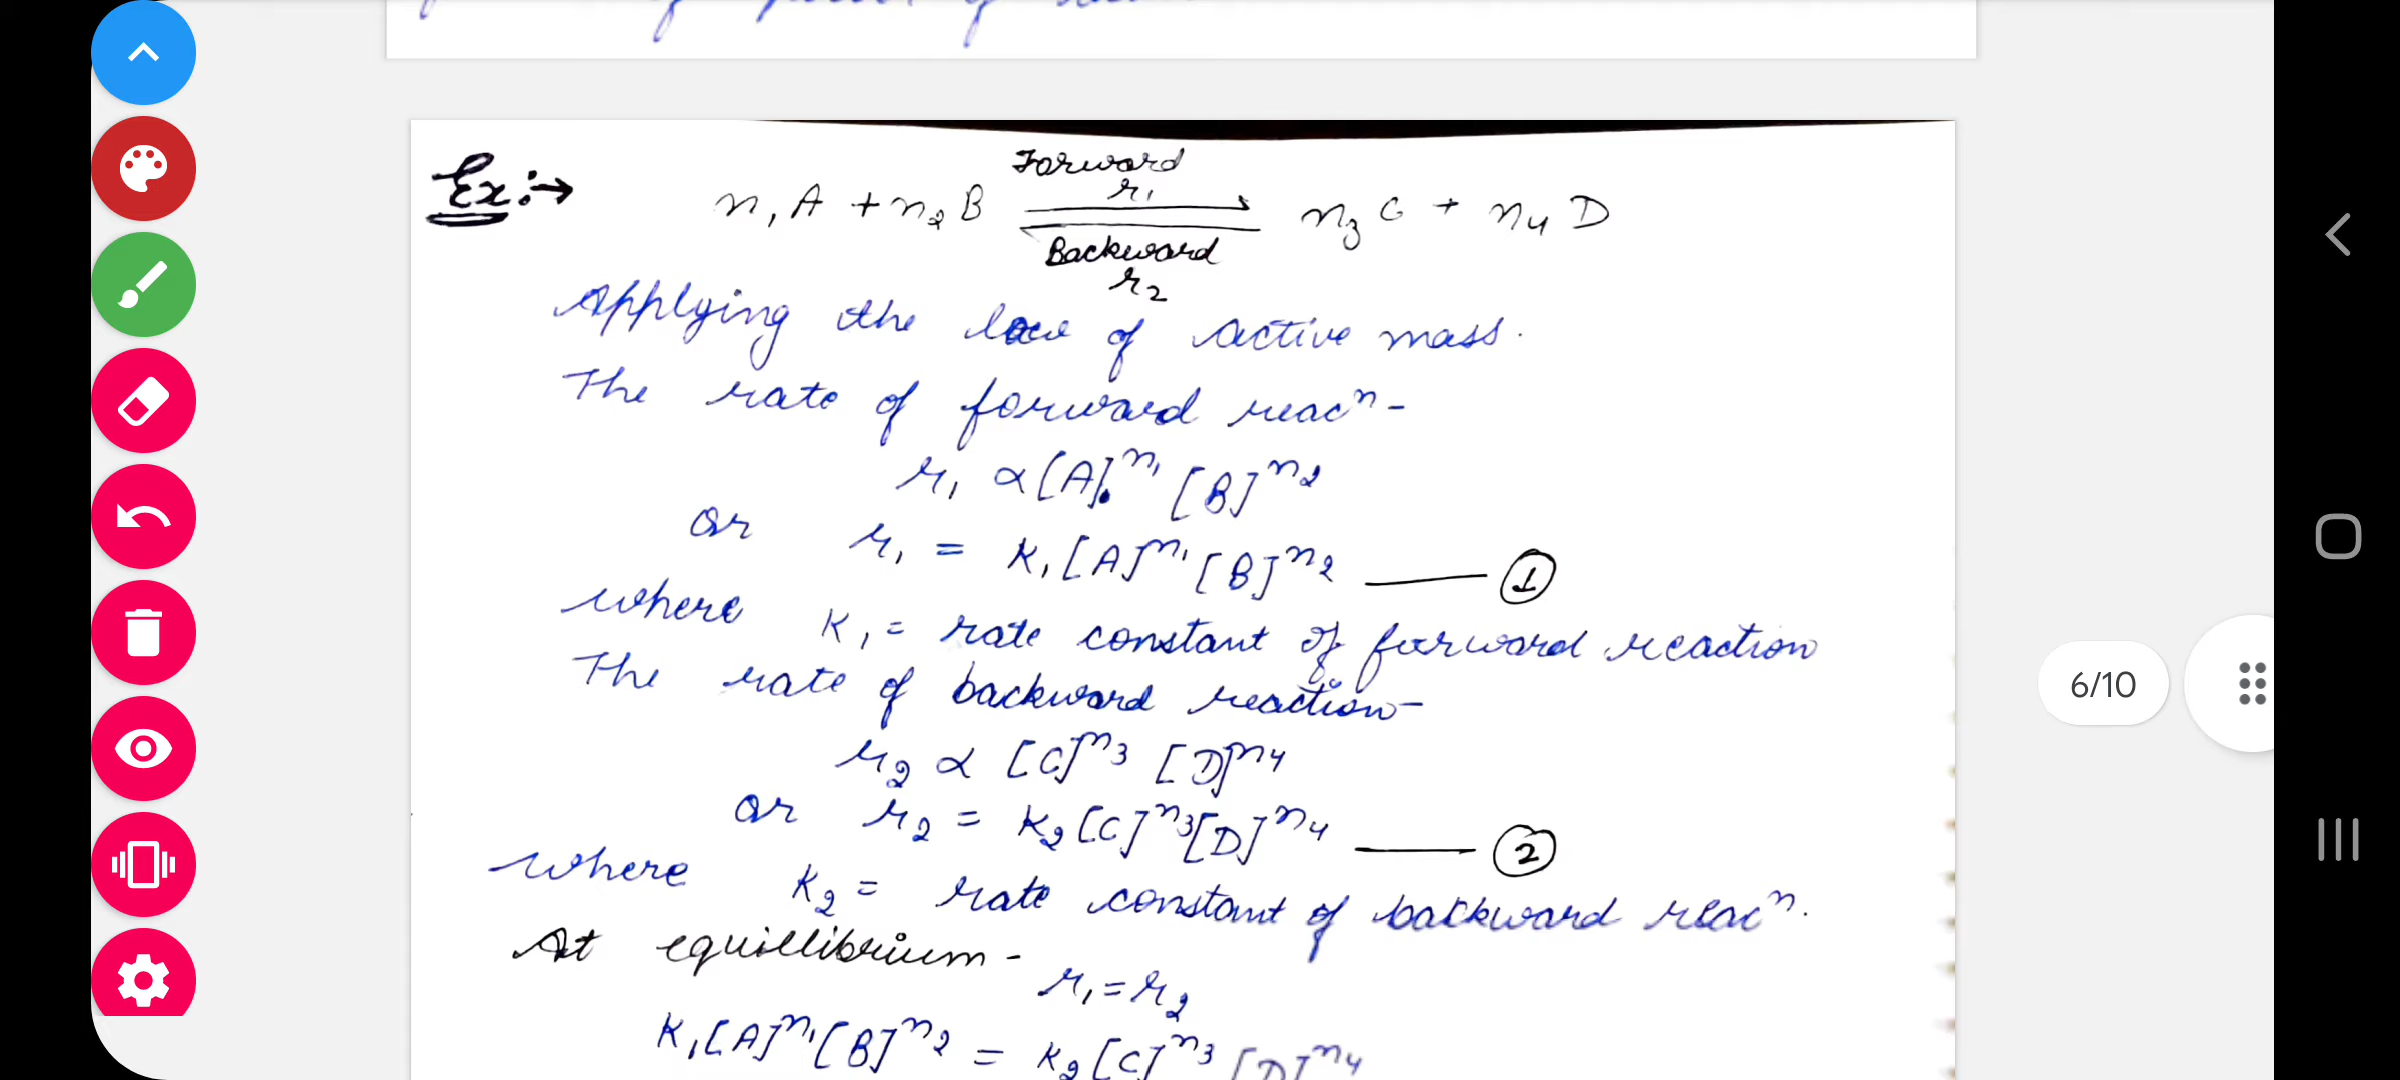 Ex:→ n₁A + n₂B ⇌ n₃C + n₄D
Forward
r₁
Backward
r₂
Applying the law of active mass.
The rate of forward reacⁿ-
r₁ ∝ [A]ⁿ¹ [B]ⁿ²
or r₁ = K₁[A]ⁿ¹[B]ⁿ² —— ①
where K₁ = rate constant of forward reaction
The rate of backward reaction-
r₂ ∝ [C]ⁿ³ [D]ⁿ⁴
or r₂ = K₂[C]ⁿ³[D]ⁿ⁴ —— ②
where K₂ = rate constant of backward reacⁿ.
At equillibrium -
r₁ = r₂
K₁[A]ⁿ¹[B]ⁿ² = K₂[C]ⁿ³ [D]ⁿ⁴
6/10